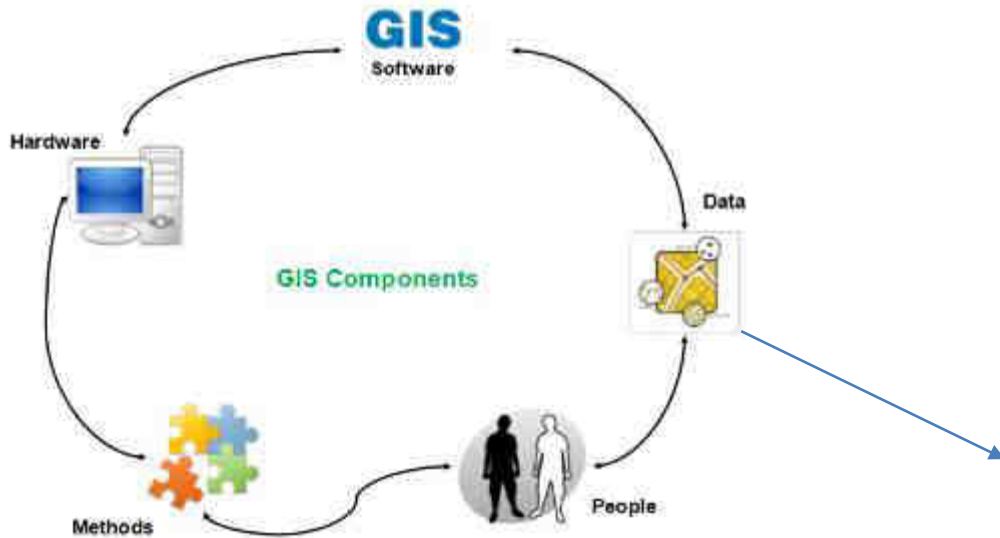 GIS
Software
Hardware
Data
GIS Components
People
Methods